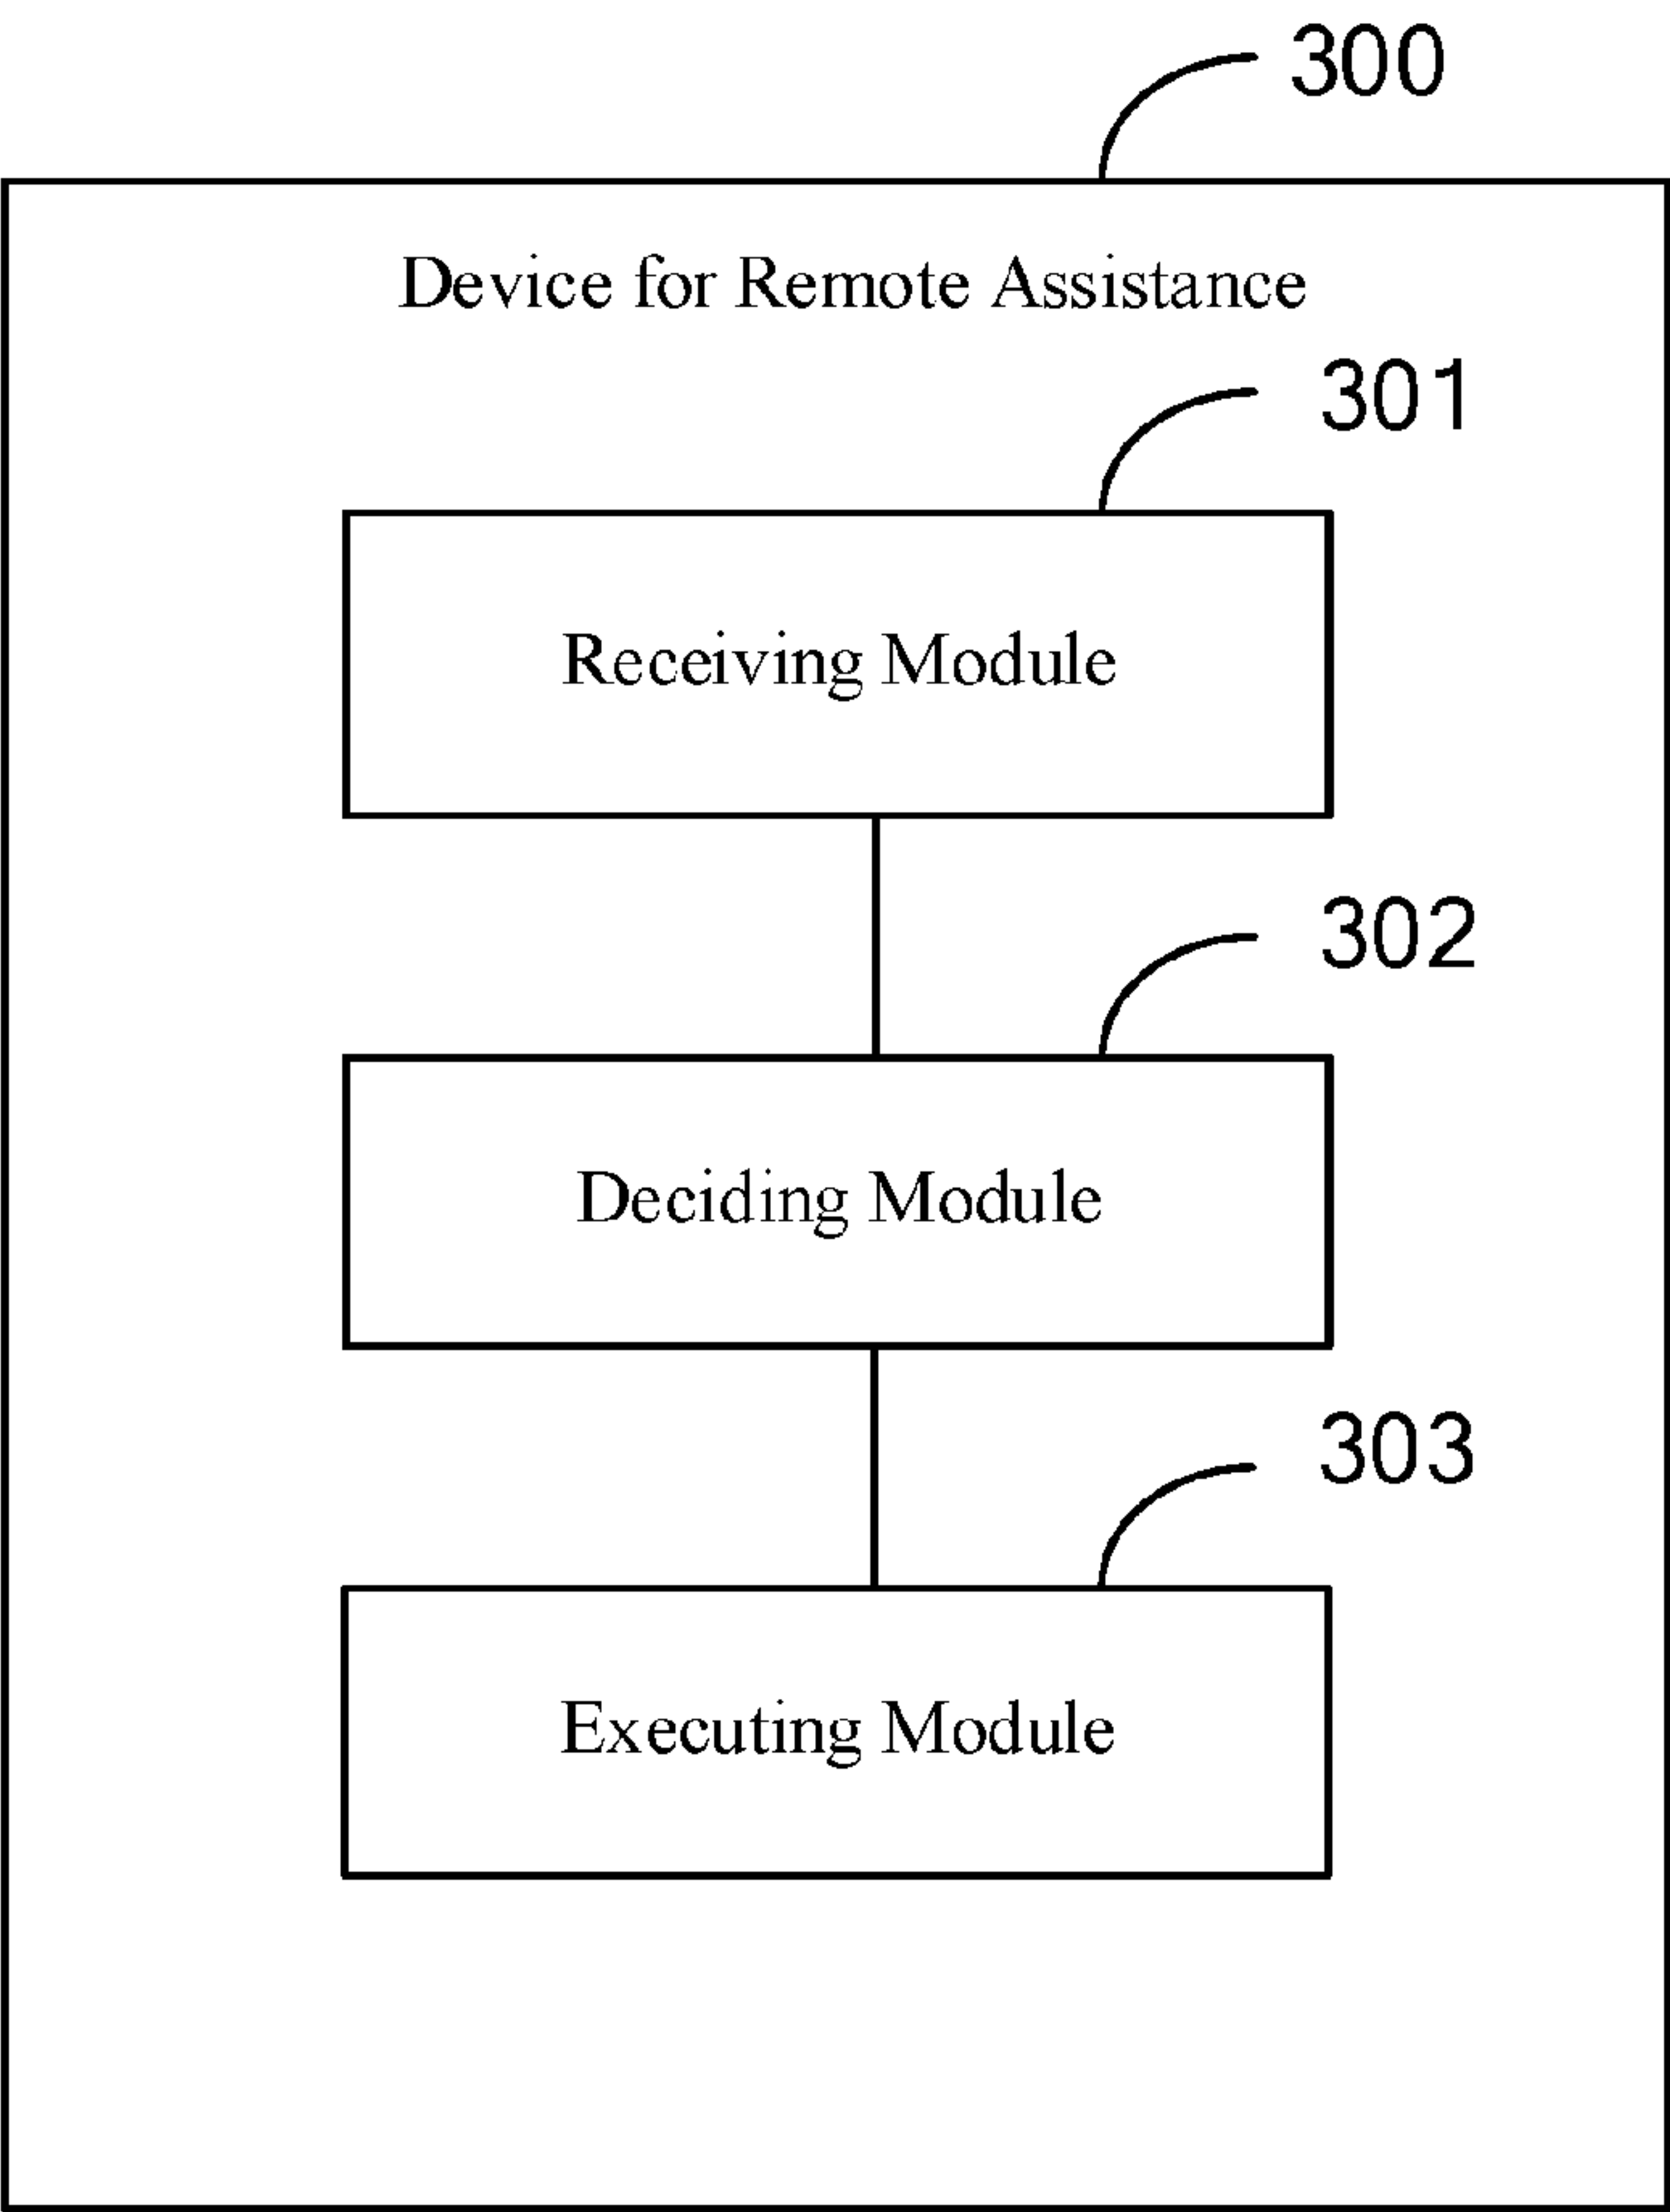 300
Device for Remote Assistance
301
Receiving Module
302
Deciding Module
303
Executing Module